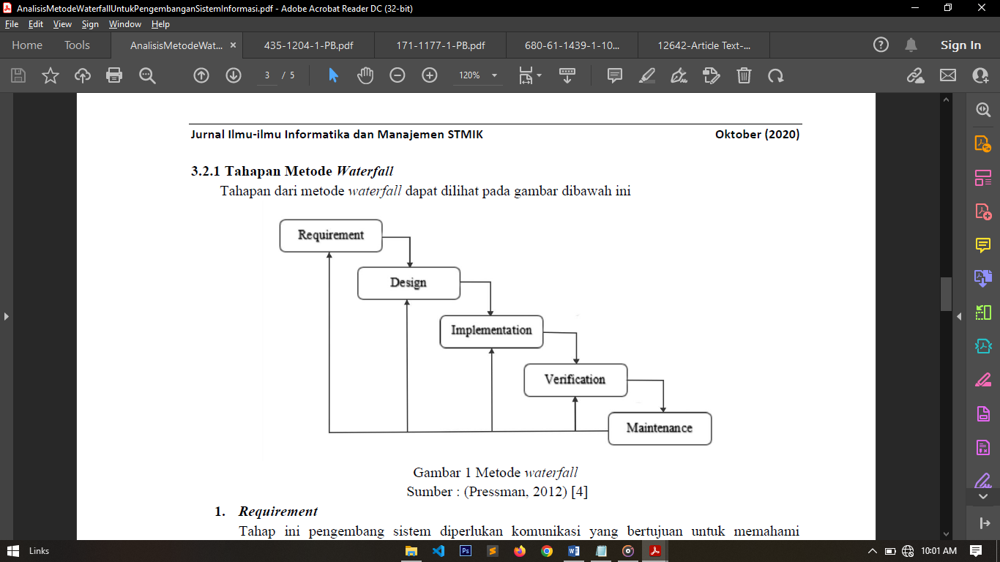 AnalisisMetodeWaterfallUntukPengembanganSistemInformasi.pdf - Adobe Acrobat Reader DC (32-bit)
File Edit View Sign Window Help
Home Tools AnalisisMetodeWat... × 435-1204-1-PB.pdf 171-1177-1-PB.pdf 680-61-1439-1-10... 12642-Article Text-... Sign In
3 / 5 120%
Jurnal Ilmu-ilmu Informatika dan Manajemen STMIK Oktober (2020)
3.2.1 Tahapan Metode Waterfall
Tahapan dari metode waterfall dapat dilihat pada gambar dibawah ini
Requirement
Design
Implementation
Verification
Maintenance
Gambar 1 Metode waterfall
Sumber : (Pressman, 2012) [4]
1. Requirement
Tahap ini pengembang sistem diperlukan komunikasi yang bertujuan untuk memahami
Links Ps 10:01 AM